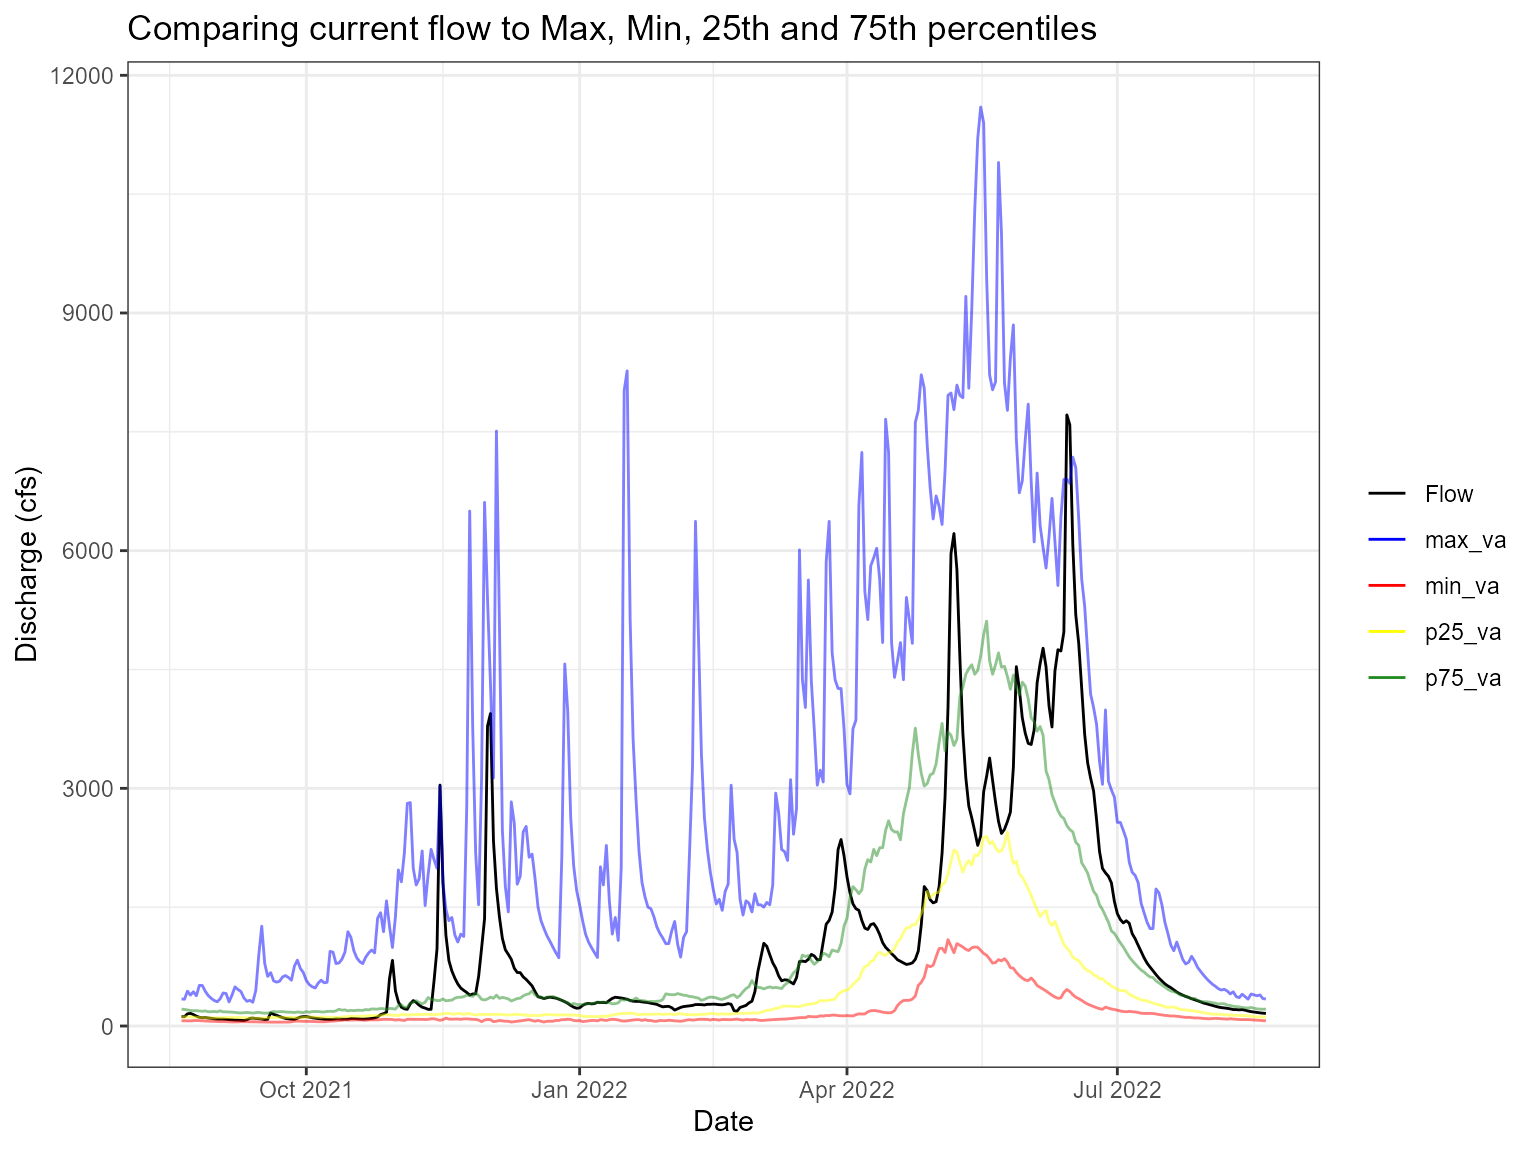 Comparing current flow to Max, Min, 25th and 75th percentiles
12000
9000
6000
3000
0
Discharge (cfs)
Oct 2021
Jan 2022
Apr 2022
Jul 2022
Date
Flow
max_va
min_va
p25_va
p75_va